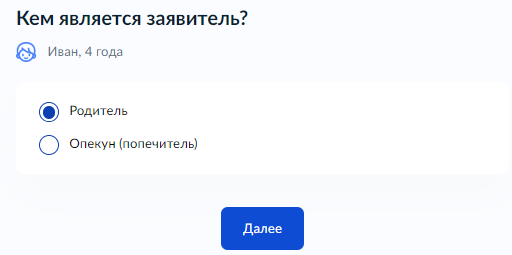 Кем является заявитель?
Иван, 4 года
Родитель
Опекун (попечитель)
Далее